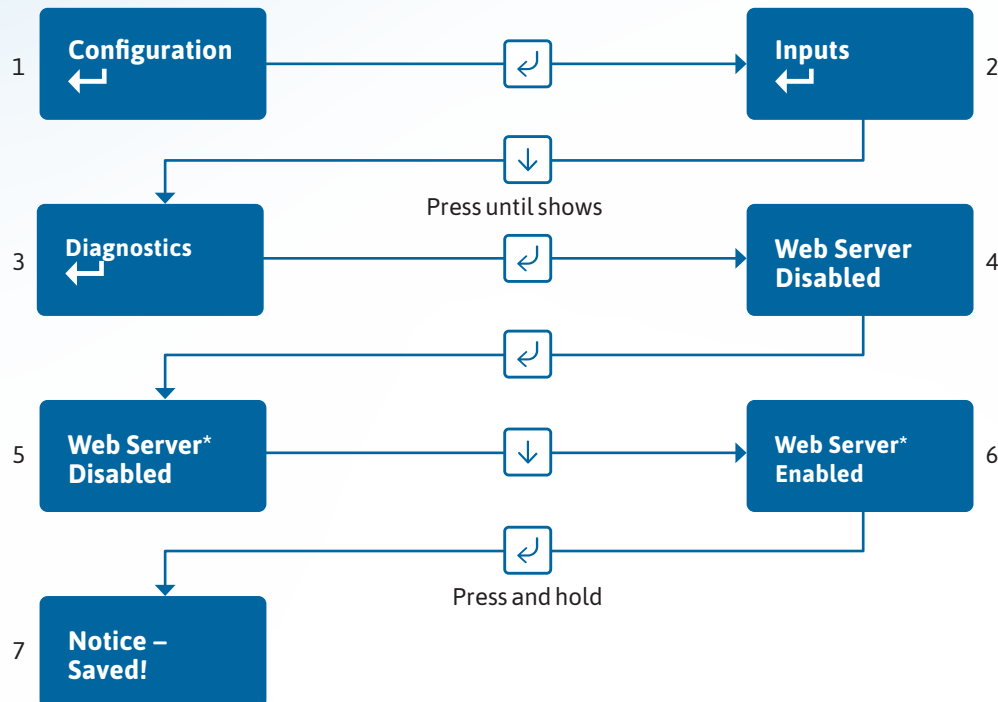 1
Configuration
Inputs
2
Press until shows
3
Diagnostics
Web Server
Disabled
4
5
Web Server*
Disabled
Web Server*
Enabled
6
Press and hold
7
Notice –
Saved!